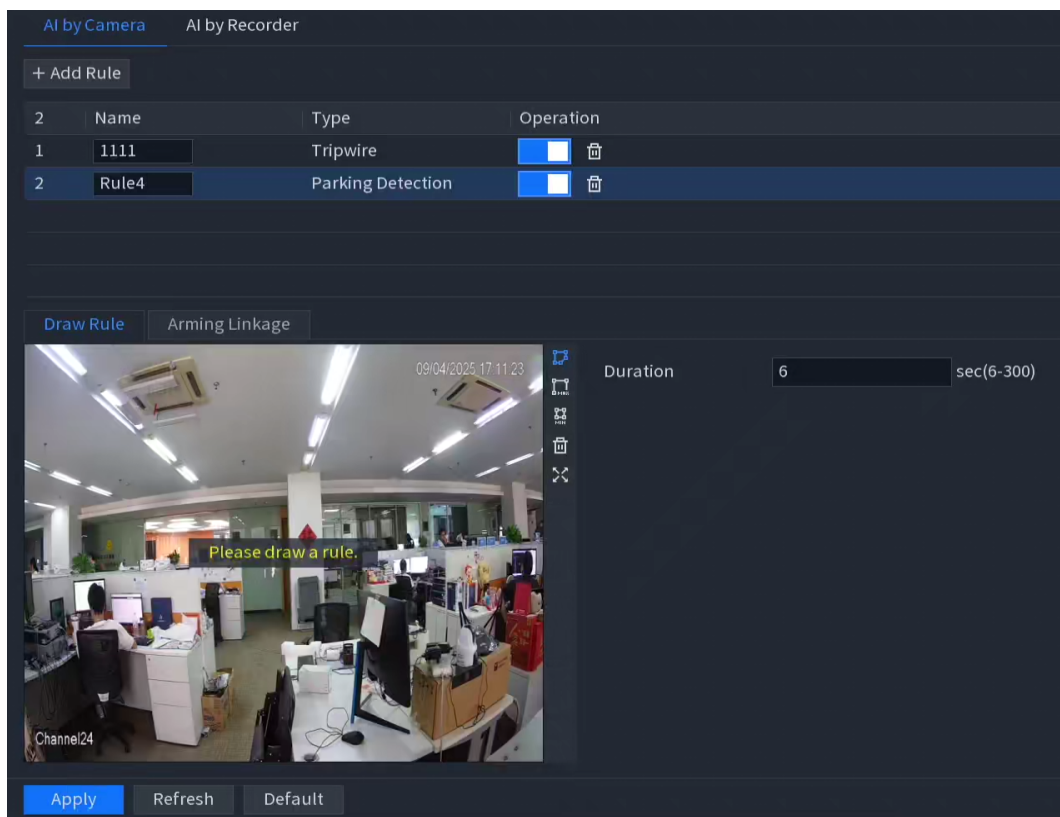 AI by Camera AI by Recorder
+ Add Rule
2 Name Type Operation
1 1111 Tripwire
2 Rule4 Parking Detection
Draw Rule Arming Linkage
09/04/2025 17:11:23
Duration 6 sec(6-300)
MAX
MIN
Please draw a rule.
Channel24
Apply Refresh Default